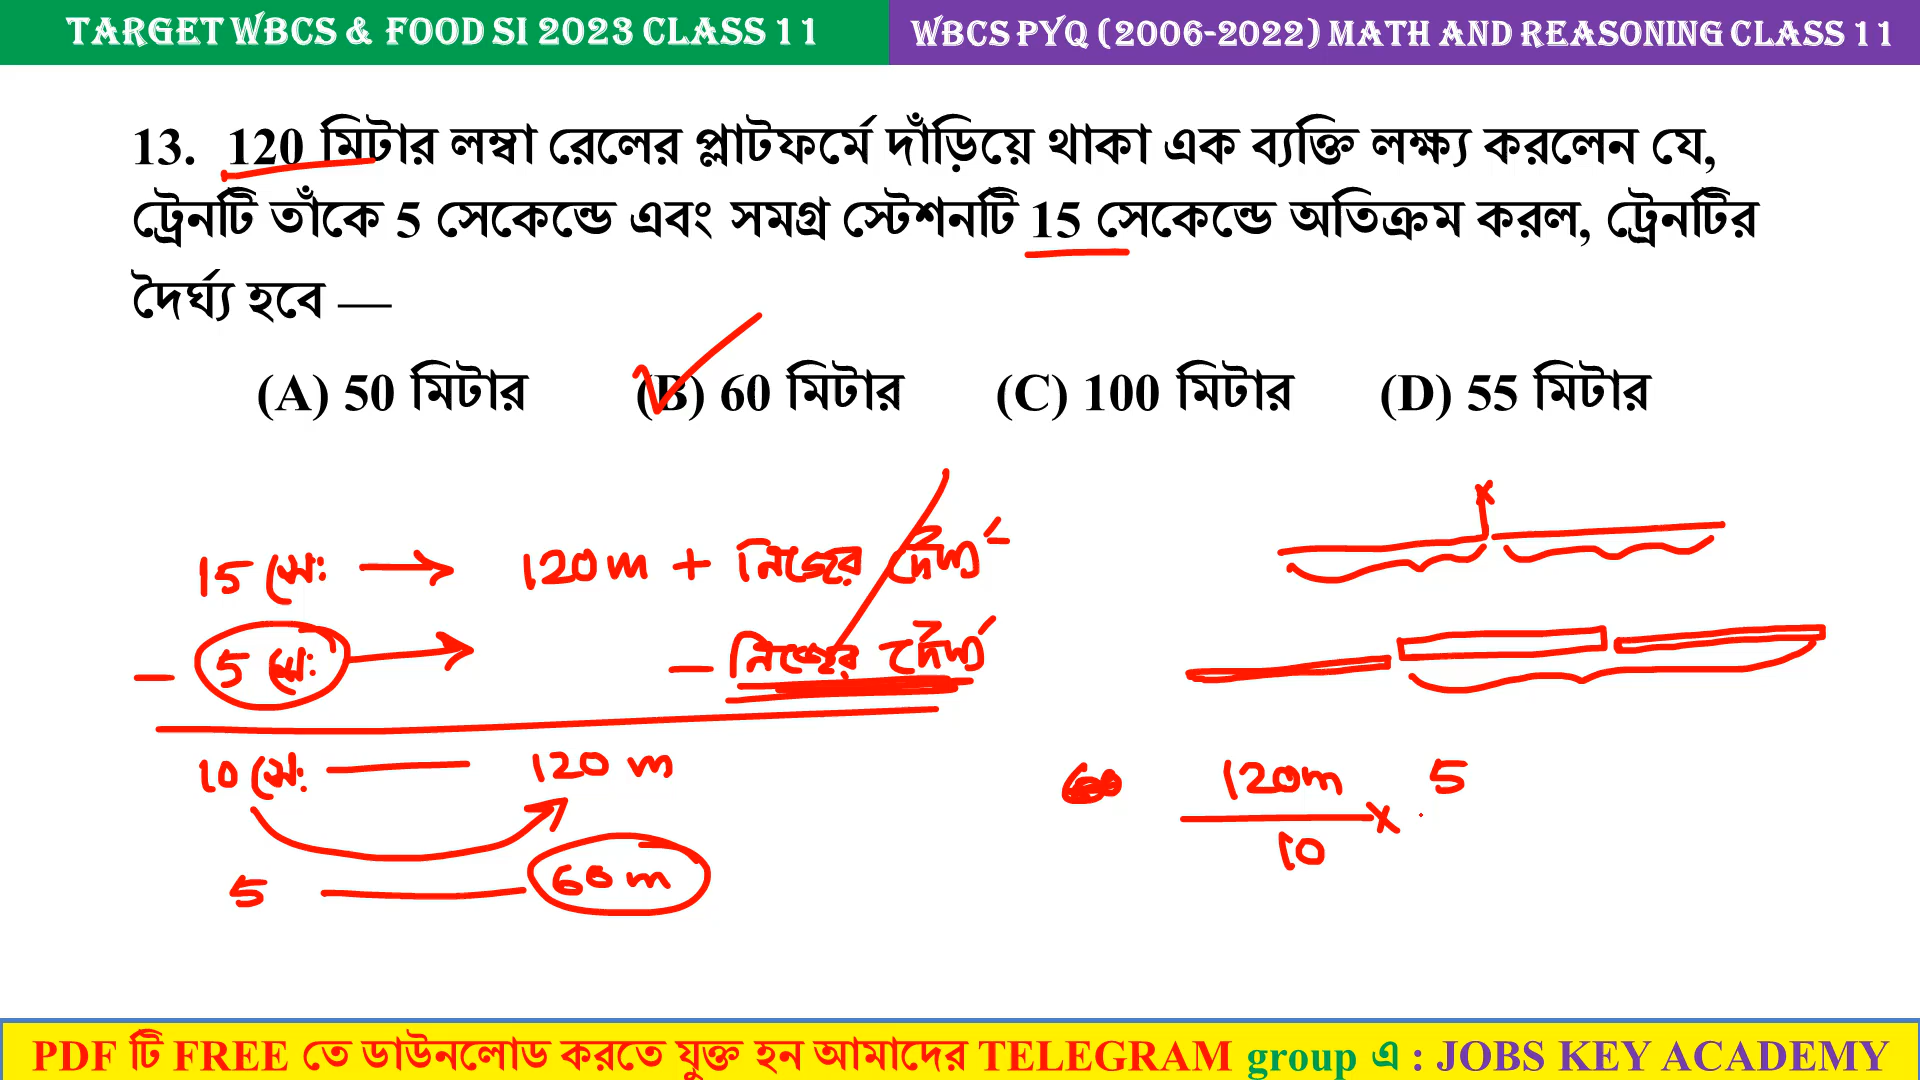 TARGET WBCS & FOOD SI 2023 CLASS 11
WBCS PYQ (2006-2022) MATH AND REASONING CLASS 11
13. 120 মিটার লম্বা রেলের প্লাটফর্মে দাঁড়িয়ে থাকা এক ব্যক্তি লক্ষ্য করলেন যে,
ট্রেনটি তাঁকে 5 সেকেন্ডে এবং সমগ্র স্টেশনটি 15 সেকেন্ডে অতিক্রম করল, ট্রেনটির
দৈর্ঘ্য হবে —
(A) 50 মিটার (B) 60 মিটার (C) 100 মিটার (D) 55 মিটার
15 সে: → 120m + নিজের দৈর্ঘ্য
- 5 সে: → - নিজের দৈর্ঘ্য
10 সে: — 120 m
5 — 60 m
120m × 5
10
PDF টি FREE তে ডাউনলোড করতে যুক্ত হন আমাদের TELEGRAM group এ : JOBS KEY ACADEMY